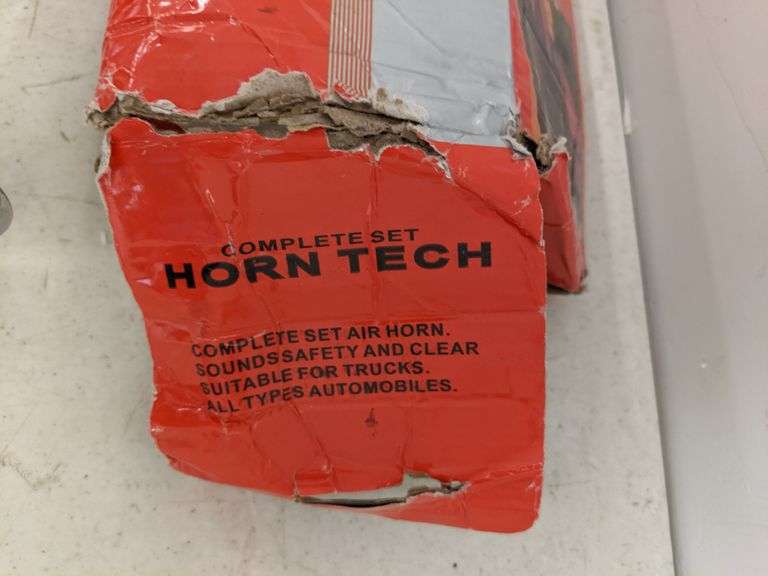 COMPLETE SET
HORN TECH
COMPLETE SET AIR HORN.
SOUNDSSAFETY AND CLEAR
SUITABLE FOR TRUCKS.
ALL TYPES AUTOMOBILES.